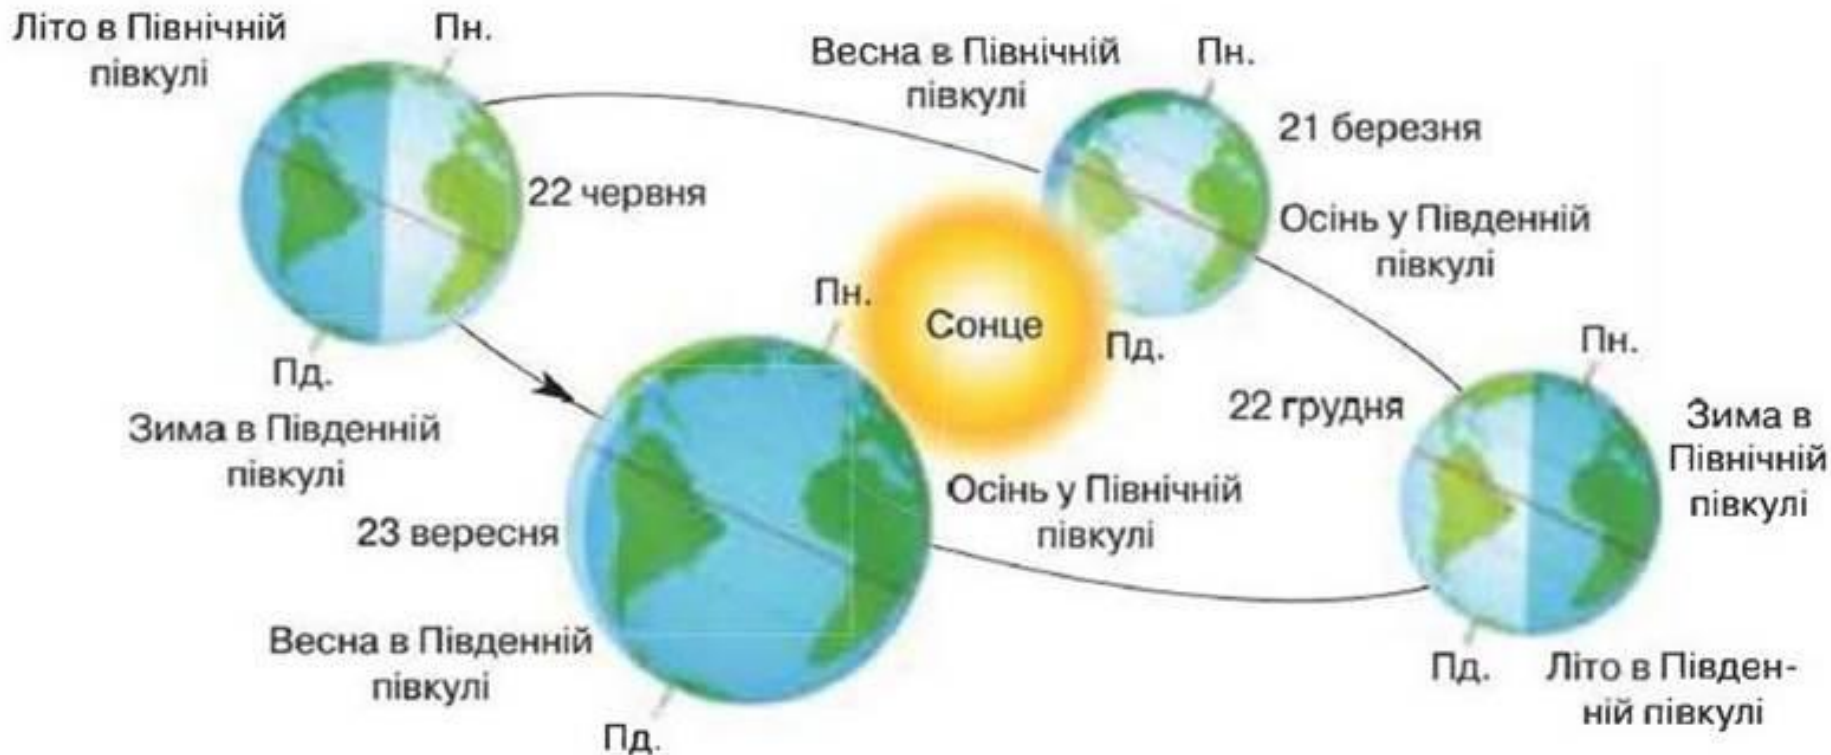 Літо в Північній
півкулі
Пн.
22 червня
Пд.
Зима в Південній
півкулі
Весна в Північній
півкулі
Пн.
21 березня
Осінь у Південній
півкулі
Пд.
Сонце
Пн.
23 вересня
Осінь у Північній
півкулі
Весна в Південній
півкулі
Пд.
Пн.
22 грудня
Зима в
Північній
півкулі
Пд.
Літо в Півден-
ній півкулі